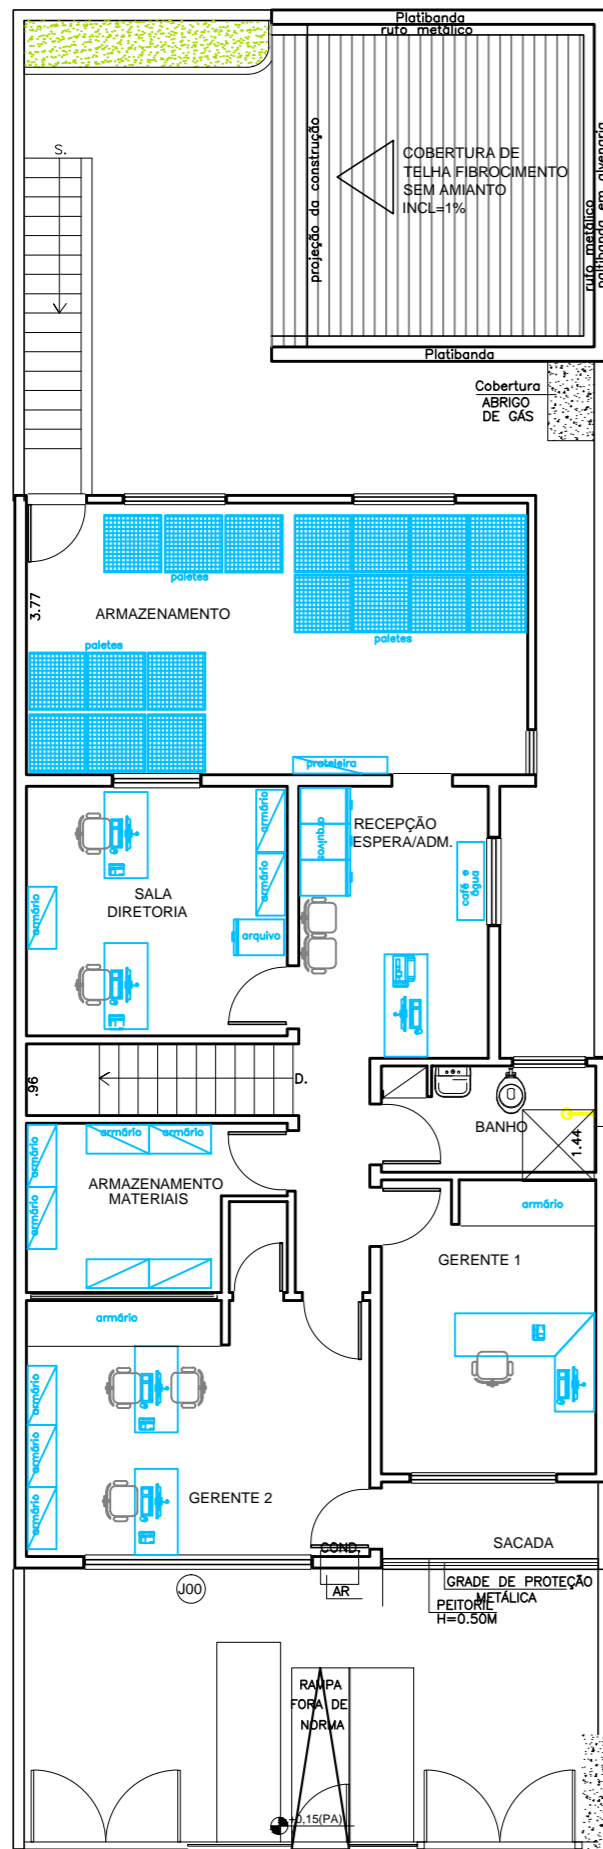 Platibanda
rufo metálico
S.
projeção da construção
COBERTURA DE
TELHA FIBROCIMENTO
SEM AMIANTO
INCL=1%
rufo metálico
paltibanda em alvenaria
Platibanda
Cobertura
ABRIGO
DE GÁS
3.77
paletes
ARMAZENAMENTO
paletes
paletes
prateleira
RECEPÇÃO
ESPERA/ADM.
arquivos
armário
armário
SALA
DIRETORIA
armário
café e
água
arquivo
.96
D.
BANHO
1.44
armário
armário
armário
armário
ARMAZENAMENTO
MATERIAIS
armário
GERENTE 1
armário
armário
armário
armário
GERENTE 2
SACADA
COND.
AR
GRADE DE PROTEÇÃO
METÁLICA
PEITORIL
H=0.50M
J00
RAMPA
FORA DE
NORMA
+0,15(PA)